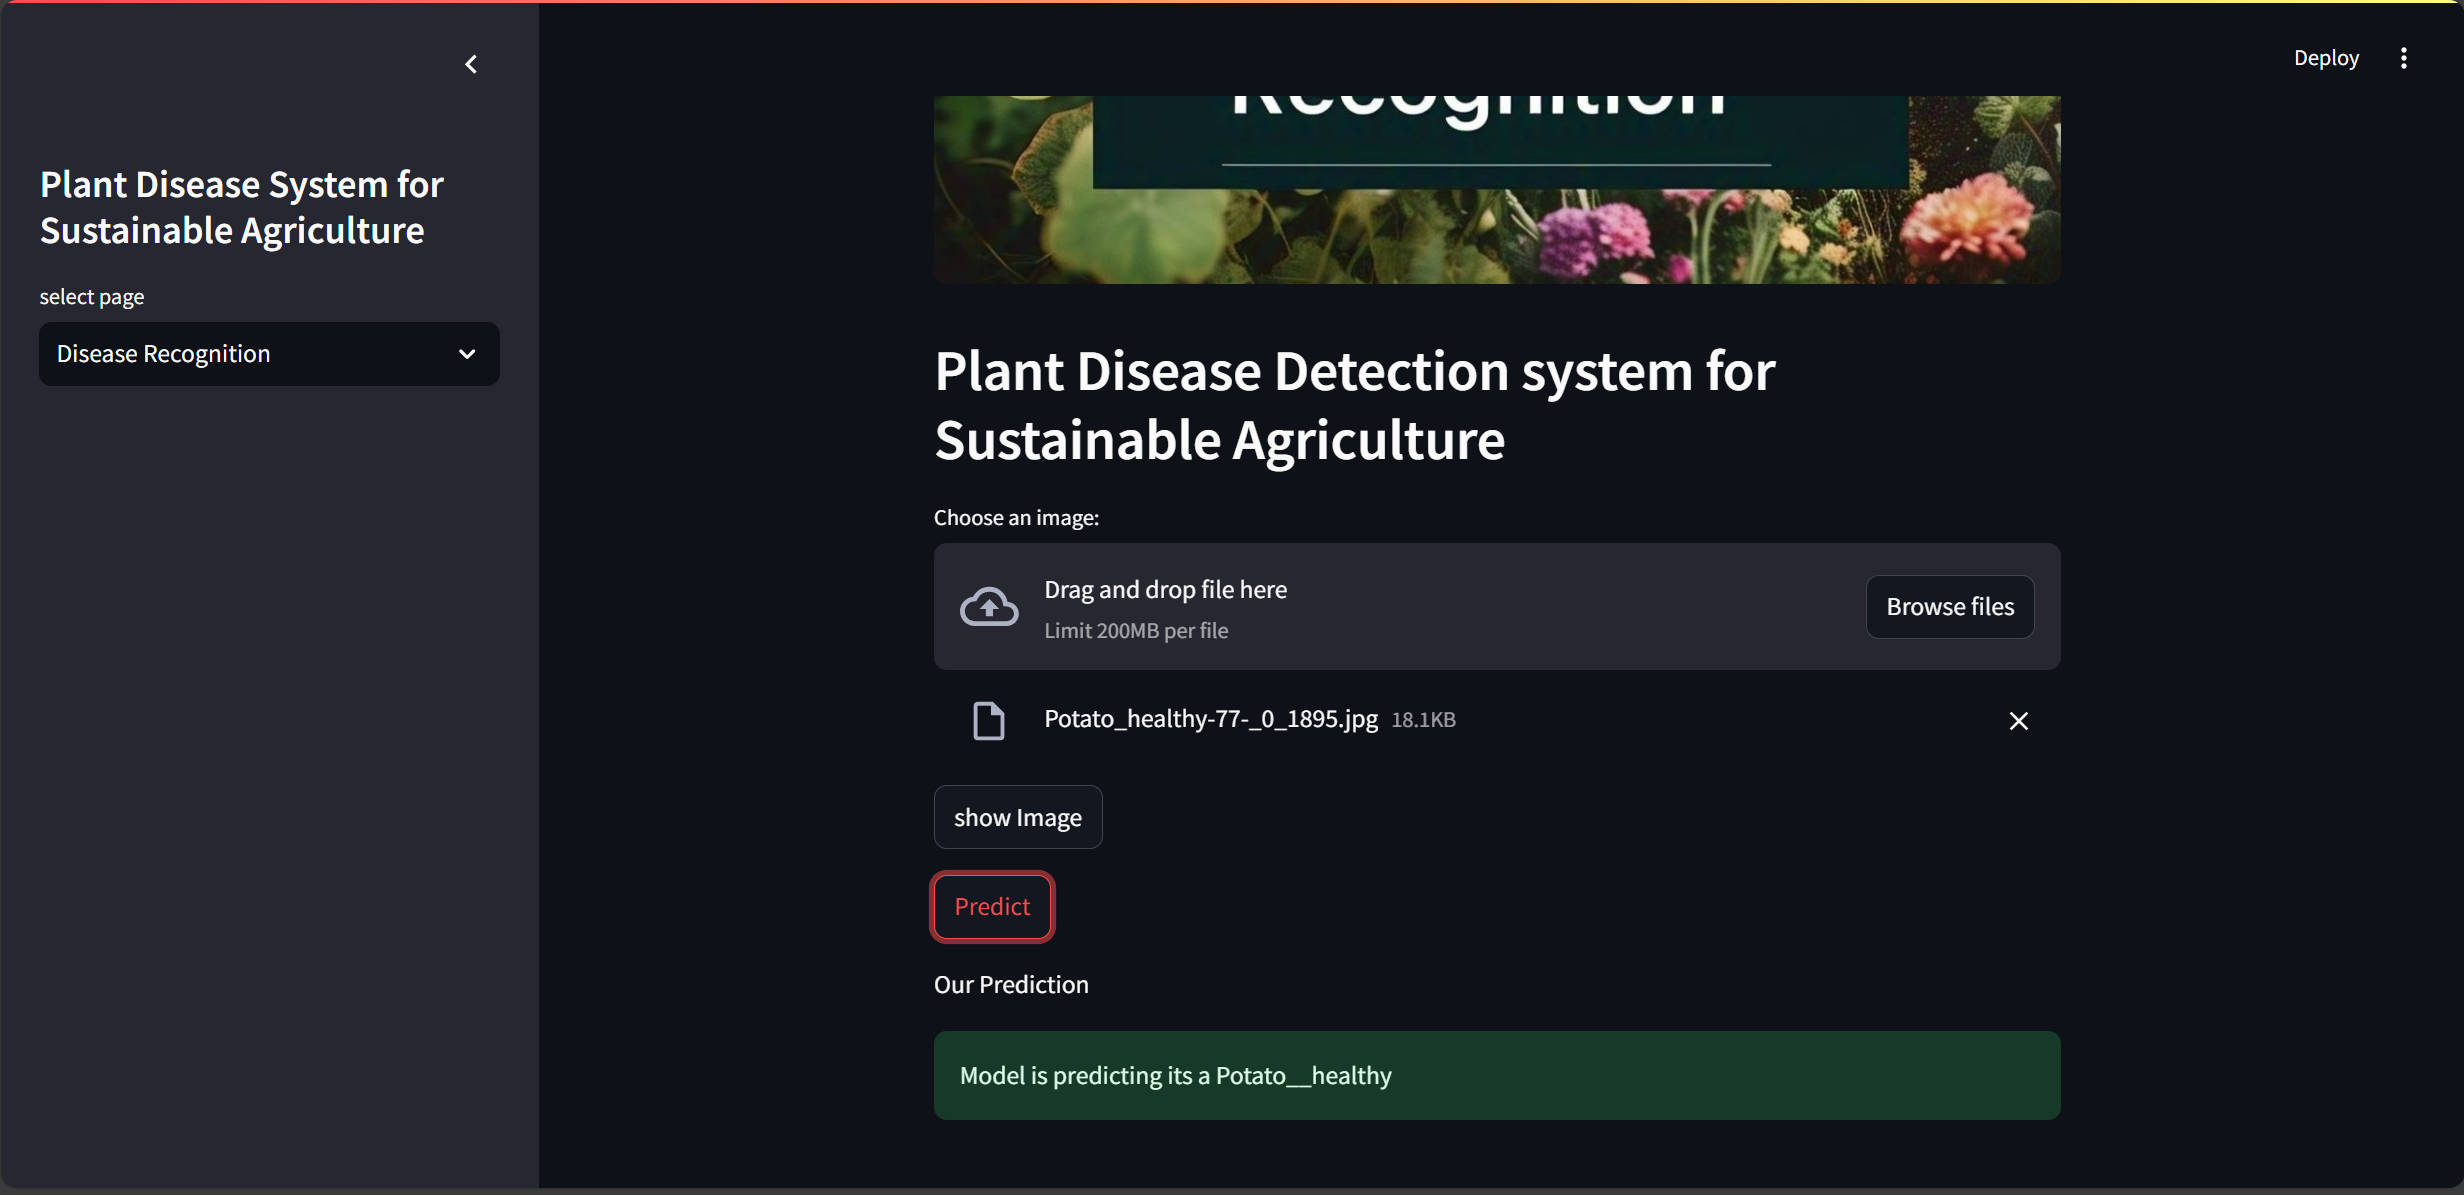 Deploy
Plant Disease System for
Sustainable Agriculture
select page
Disease Recognition
Recognition
Plant Disease Detection system for
Sustainable Agriculture
Choose an image:
Drag and drop file here
Limit 200MB per file
Browse files
Potato_healthy-77-_0_1895.jpg 18.1KB
show Image
Predict
Our Prediction
Model is predicting its a Potato__healthy